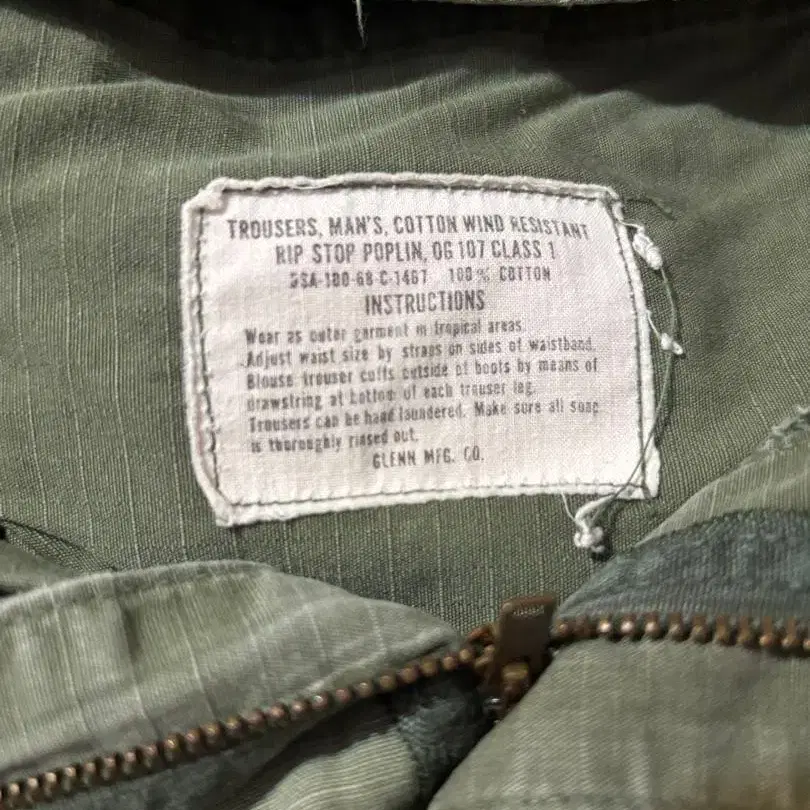 TROUSERS, MAN'S, COTTON WIND RESISTANT
RIP STOP POPLIN, OG 107 CLASS 1
DSA-100-68-C-1467 100% COTTON
INSTRUCTIONS
Wear as outer garment in tropical areas.
Adjust waist size by straps on sides of waistband.
Blouse trouser cuffs outside of boots by means of
drawstring at bottom of each trouser leg.
Trousers can be hand laundered. Make sure all soap
is thoroughly rinsed out.
GLENN MFG. CO.